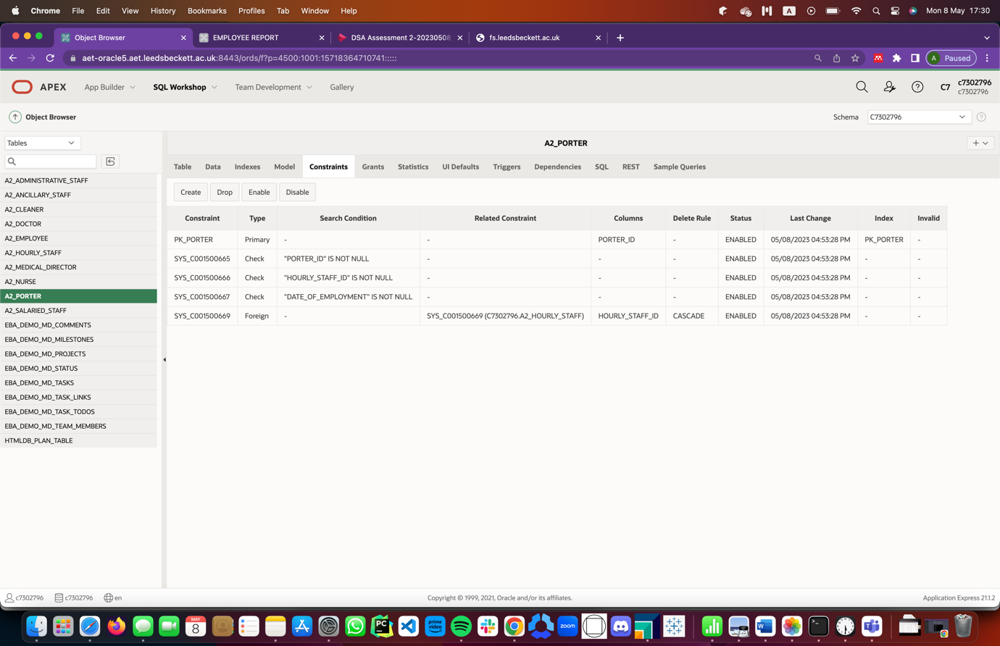 Chrome File Edit View History Bookmarks Profiles Tab Window Help A Mon 8 May 17:30
Object Browser EMPLOYEE REPORT DSA Assessment 2-20230508 fs.leedsbeckett.ac.uk
aet-oracle5.aet.leedsbeckett.ac.uk:8443/ords/f?p=4500:1001:15718364710741::::: A Paused
APEX App Builder SQL Workshop Team Development Gallery C7 c7302796
c7302796
Object Browser Schema C7302796
Tables A2_PORTER
Table Data Indexes Model Constraints Grants Statistics UI Defaults Triggers Dependencies SQL REST Sample Queries
Create Drop Enable Disable
Constraint Type Search Condition Related Constraint Columns Delete Rule Status Last Change Index Invalid
PK_PORTER Primary - - PORTER_ID - ENABLED 05/08/2023 04:53:28 PM PK_PORTER -
SYS_C001500665 Check "PORTER_ID" IS NOT NULL - - - ENABLED 05/08/2023 04:53:28 PM - -
SYS_C001500666 Check "HOURLY_STAFF_ID" IS NOT NULL - - - ENABLED 05/08/2023 04:53:28 PM - -
SYS_C001500667 Check "DATE_OF_EMPLOYMENT" IS NOT NULL - - - ENABLED 05/08/2023 04:53:28 PM - -
SYS_C001500669 Foreign - SYS_C001500669 (C7302796.A2_HOURLY_STAFF) HOURLY_STAFF_ID CASCADE ENABLED 05/08/2023 04:53:28 PM - -
A2_ADMINISTRATIVE_STAFF
A2_ANCILLARY_STAFF
A2_CLEANER
A2_DOCTOR
A2_EMPLOYEE
A2_HOURLY_STAFF
A2_MEDICAL_DIRECTOR
A2_NURSE
A2_PORTER
A2_SALARIED_STAFF
EBA_DEMO_MD_COMMENTS
EBA_DEMO_MD_MILESTONES
EBA_DEMO_MD_PROJECTS
EBA_DEMO_MD_STATUS
EBA_DEMO_MD_TASKS
EBA_DEMO_MD_TASK_LINKS
EBA_DEMO_MD_TASK_TODOS
EBA_DEMO_MD_TEAM_MEMBERS
HTMLDB_PLAN_TABLE
c7302796 c7302796 en Copyright © 1999, 2021, Oracle and/or its affiliates. Application Express 21.1.2
MAY
8
PC
prime
video
zoom
W